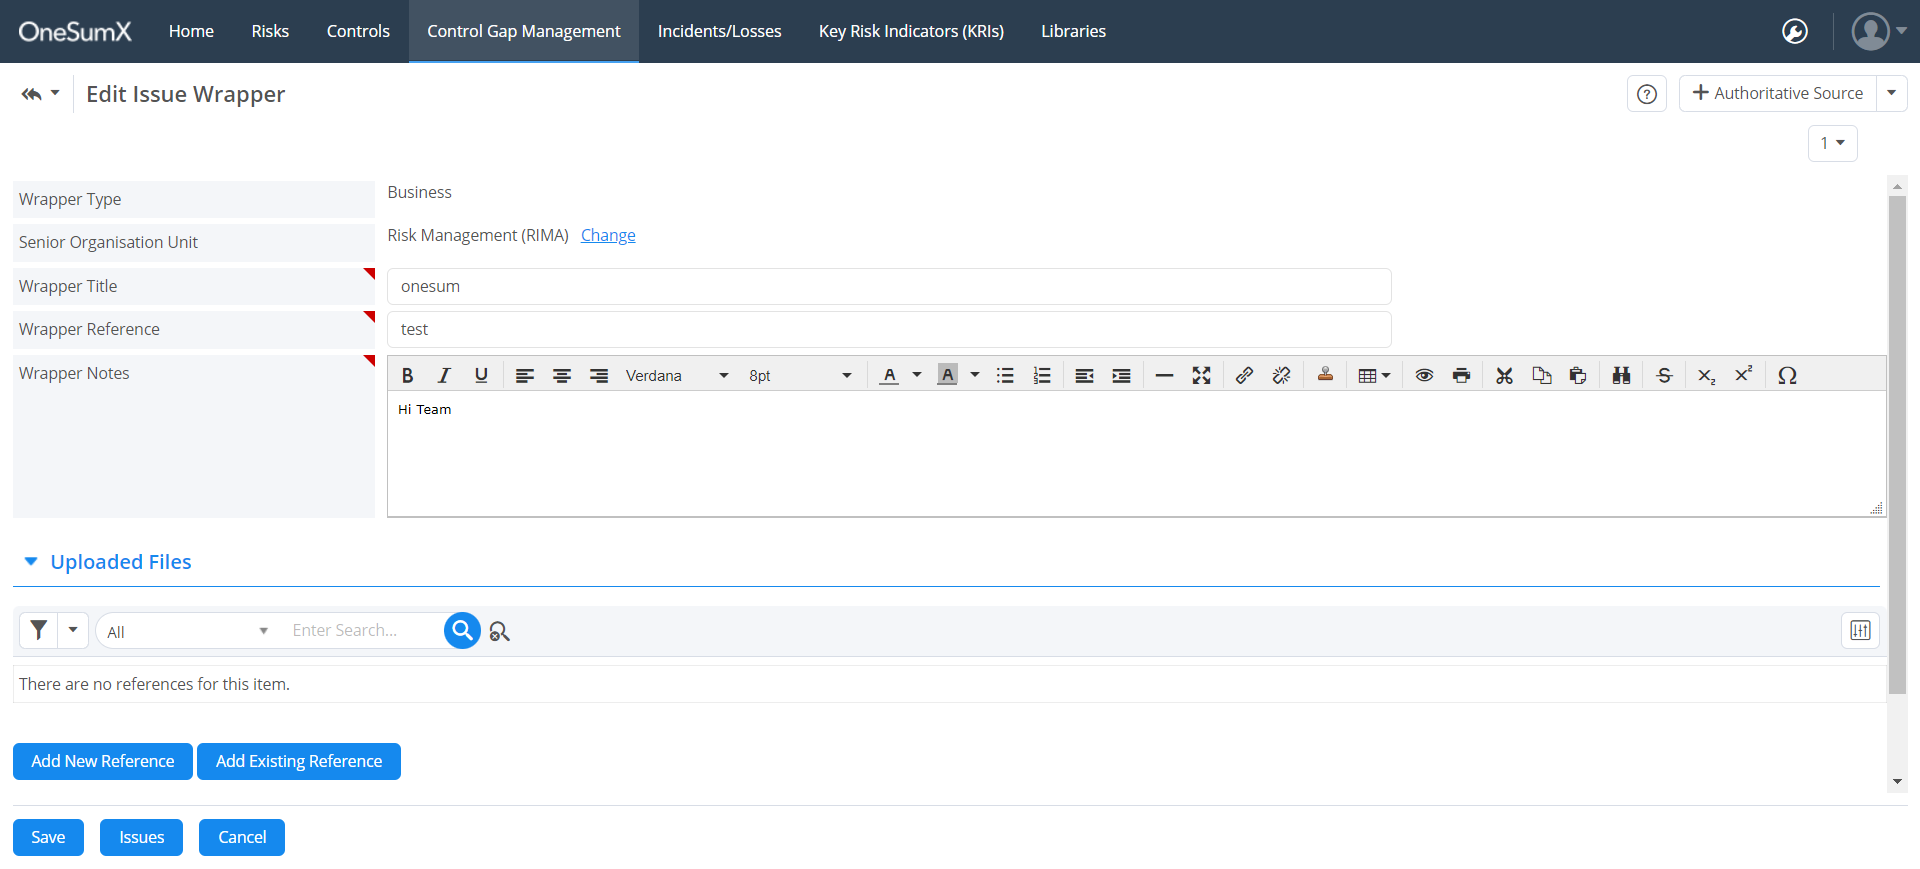 OneSumX Home Risks Controls Control Gap Management Incidents/Losses Key Risk Indicators (KRIs) Libraries
Edit Issue Wrapper
? + Authoritative Source
1
Wrapper Type Business
Senior Organisation Unit Risk Management (RIMA) Change
Wrapper Title onesum
Wrapper Reference test
Wrapper Notes
B I U Verdana 8pt A A S X₂ X² Ω
Hi Team
Uploaded Files
All Enter Search...
There are no references for this item.
Add New Reference Add Existing Reference
Save Issues Cancel